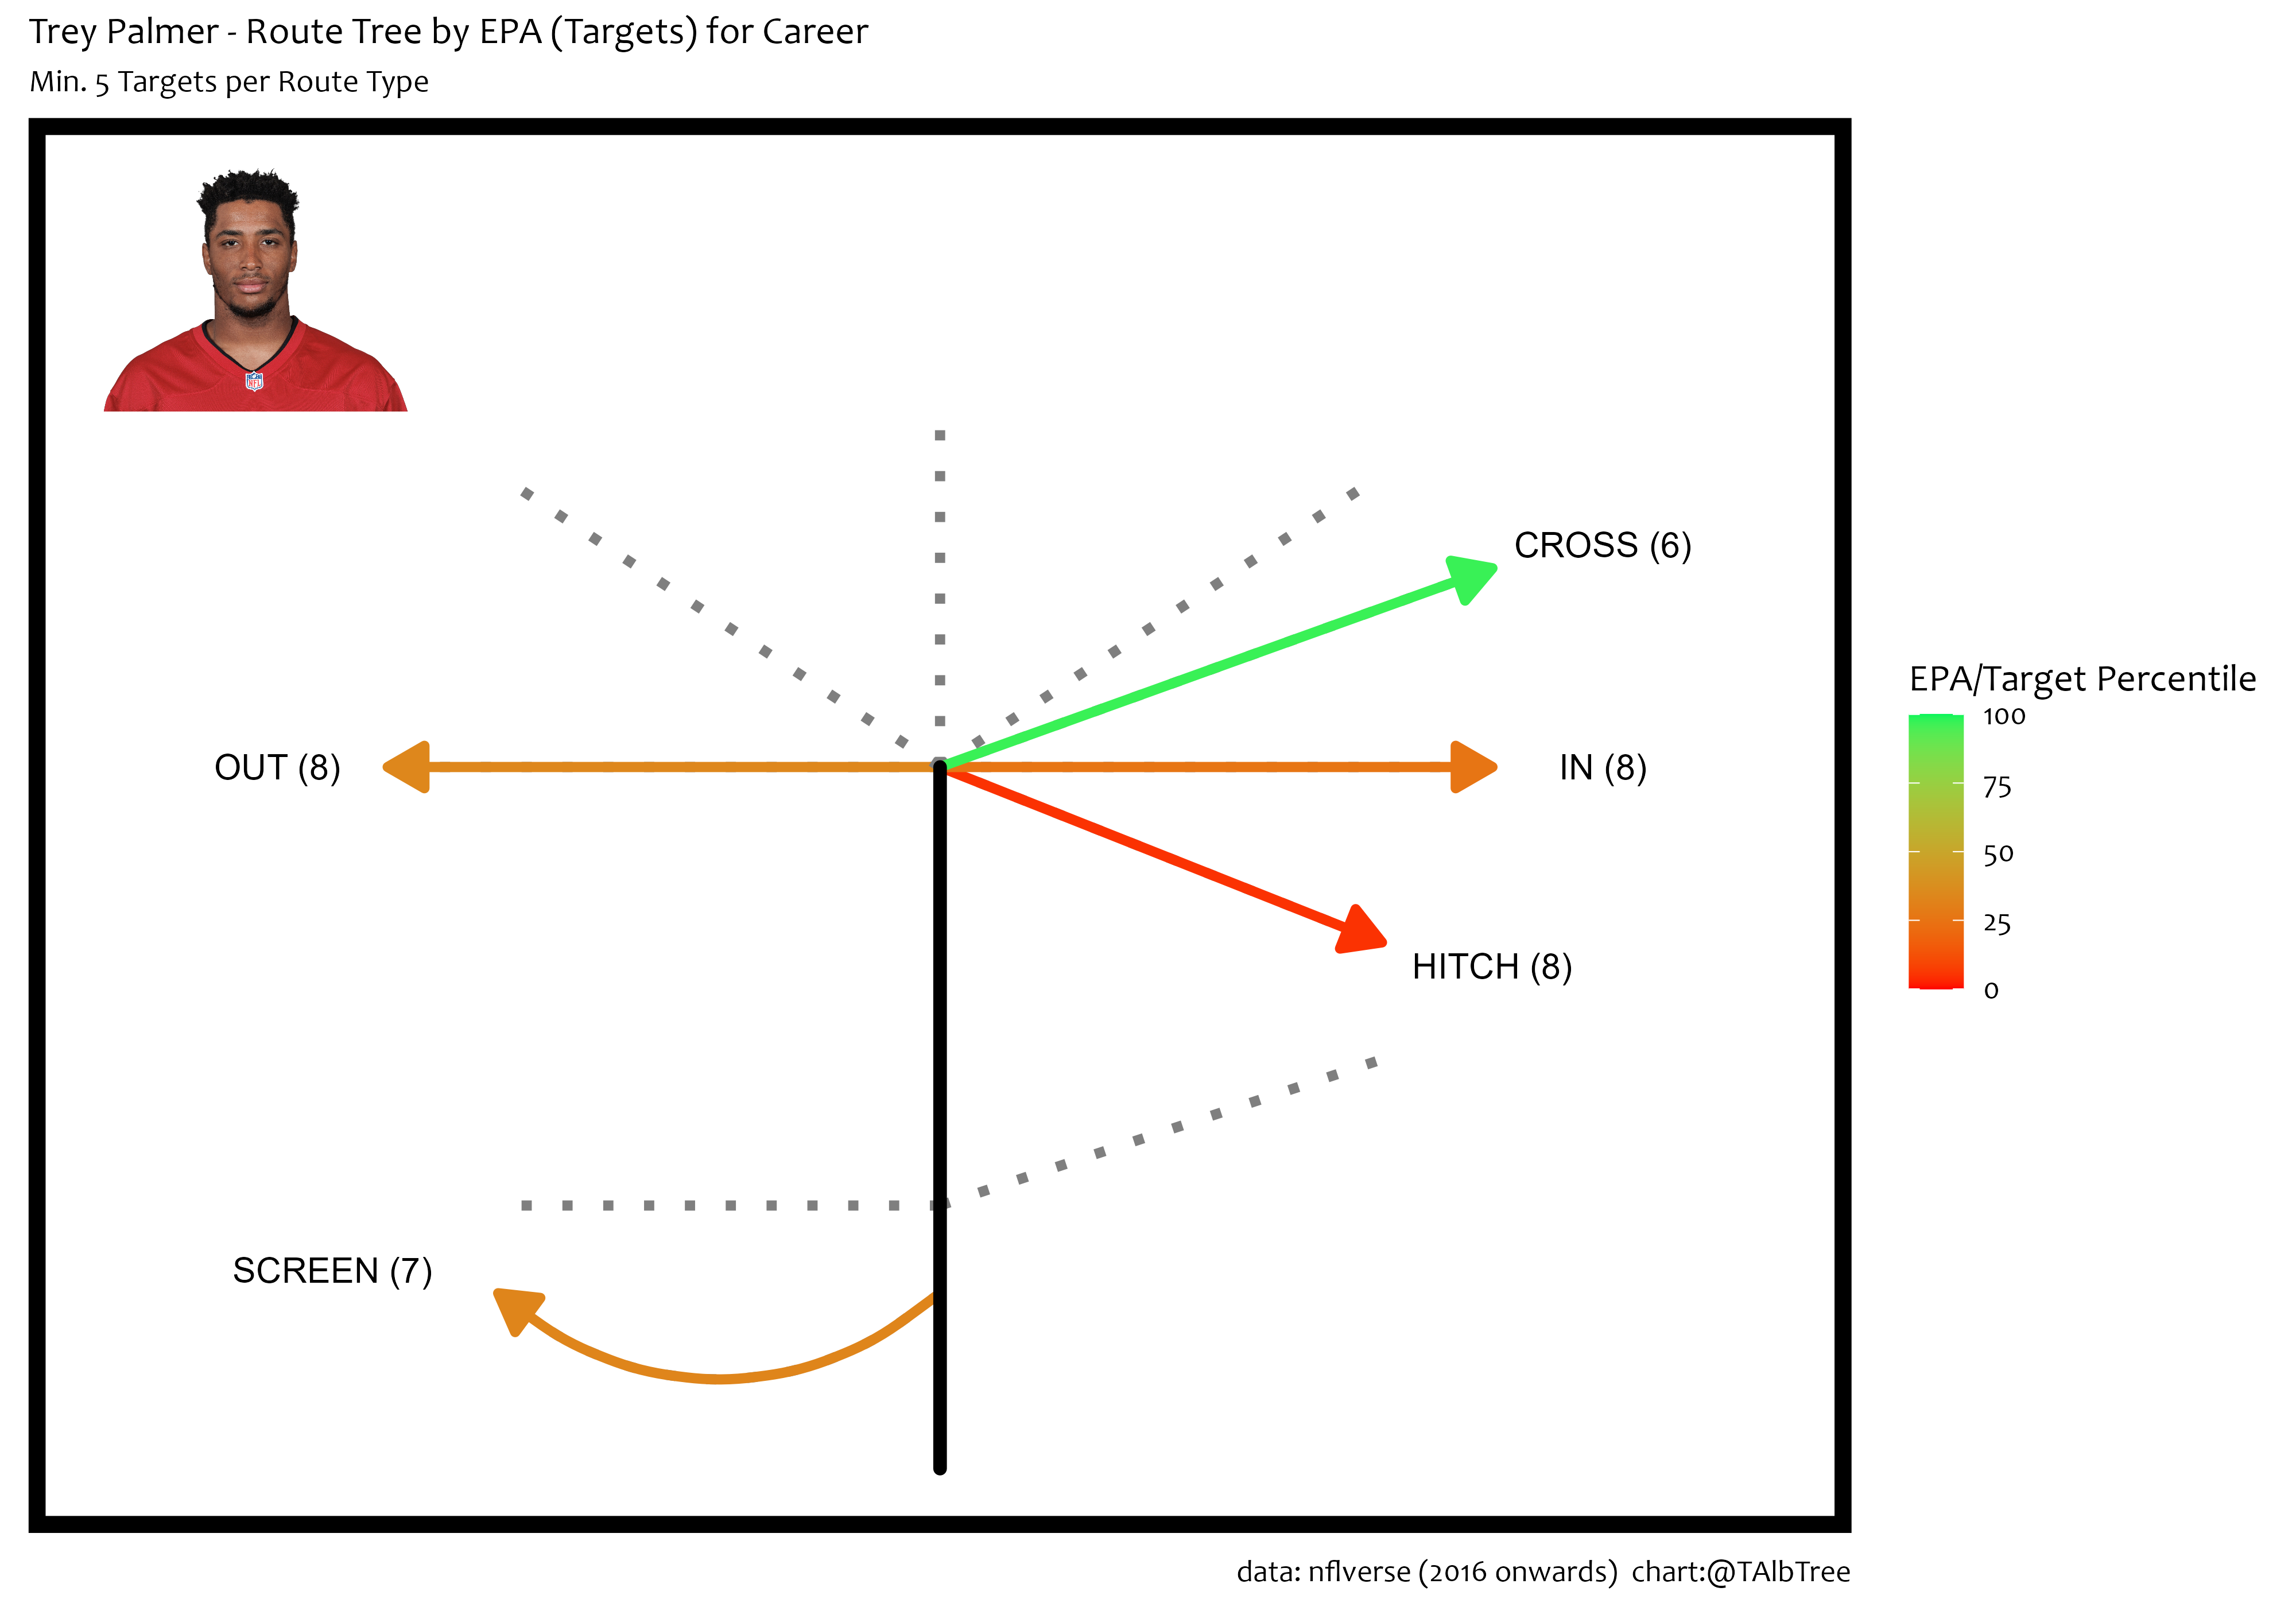 Trey Palmer - Route Tree by EPA (Targets) for Career
Min. 5 Targets per Route Type
CROSS (6)
OUT (8)
IN (8)
HITCH (8)
SCREEN (7)
EPA/Target Percentile
100
75
50
25
0
NFL
data: nflverse (2016 onwards) chart:@TAlbTree